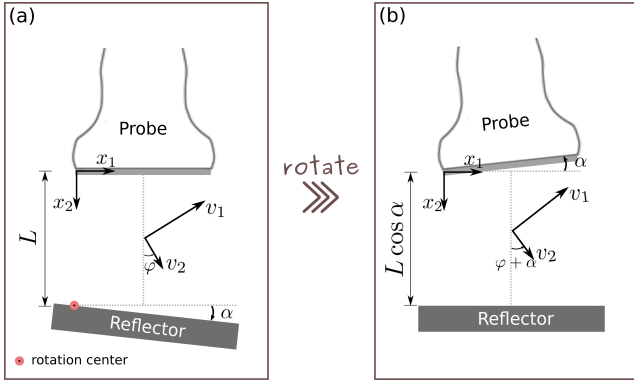 (a)
Probe
x₁
x₂
L
v₁
v₂
φ
α
Reflector
rotation center
rotate
(b)
Probe
x₁
α
x₂
L cos α
v₁
v₂
φ + α
Reflector